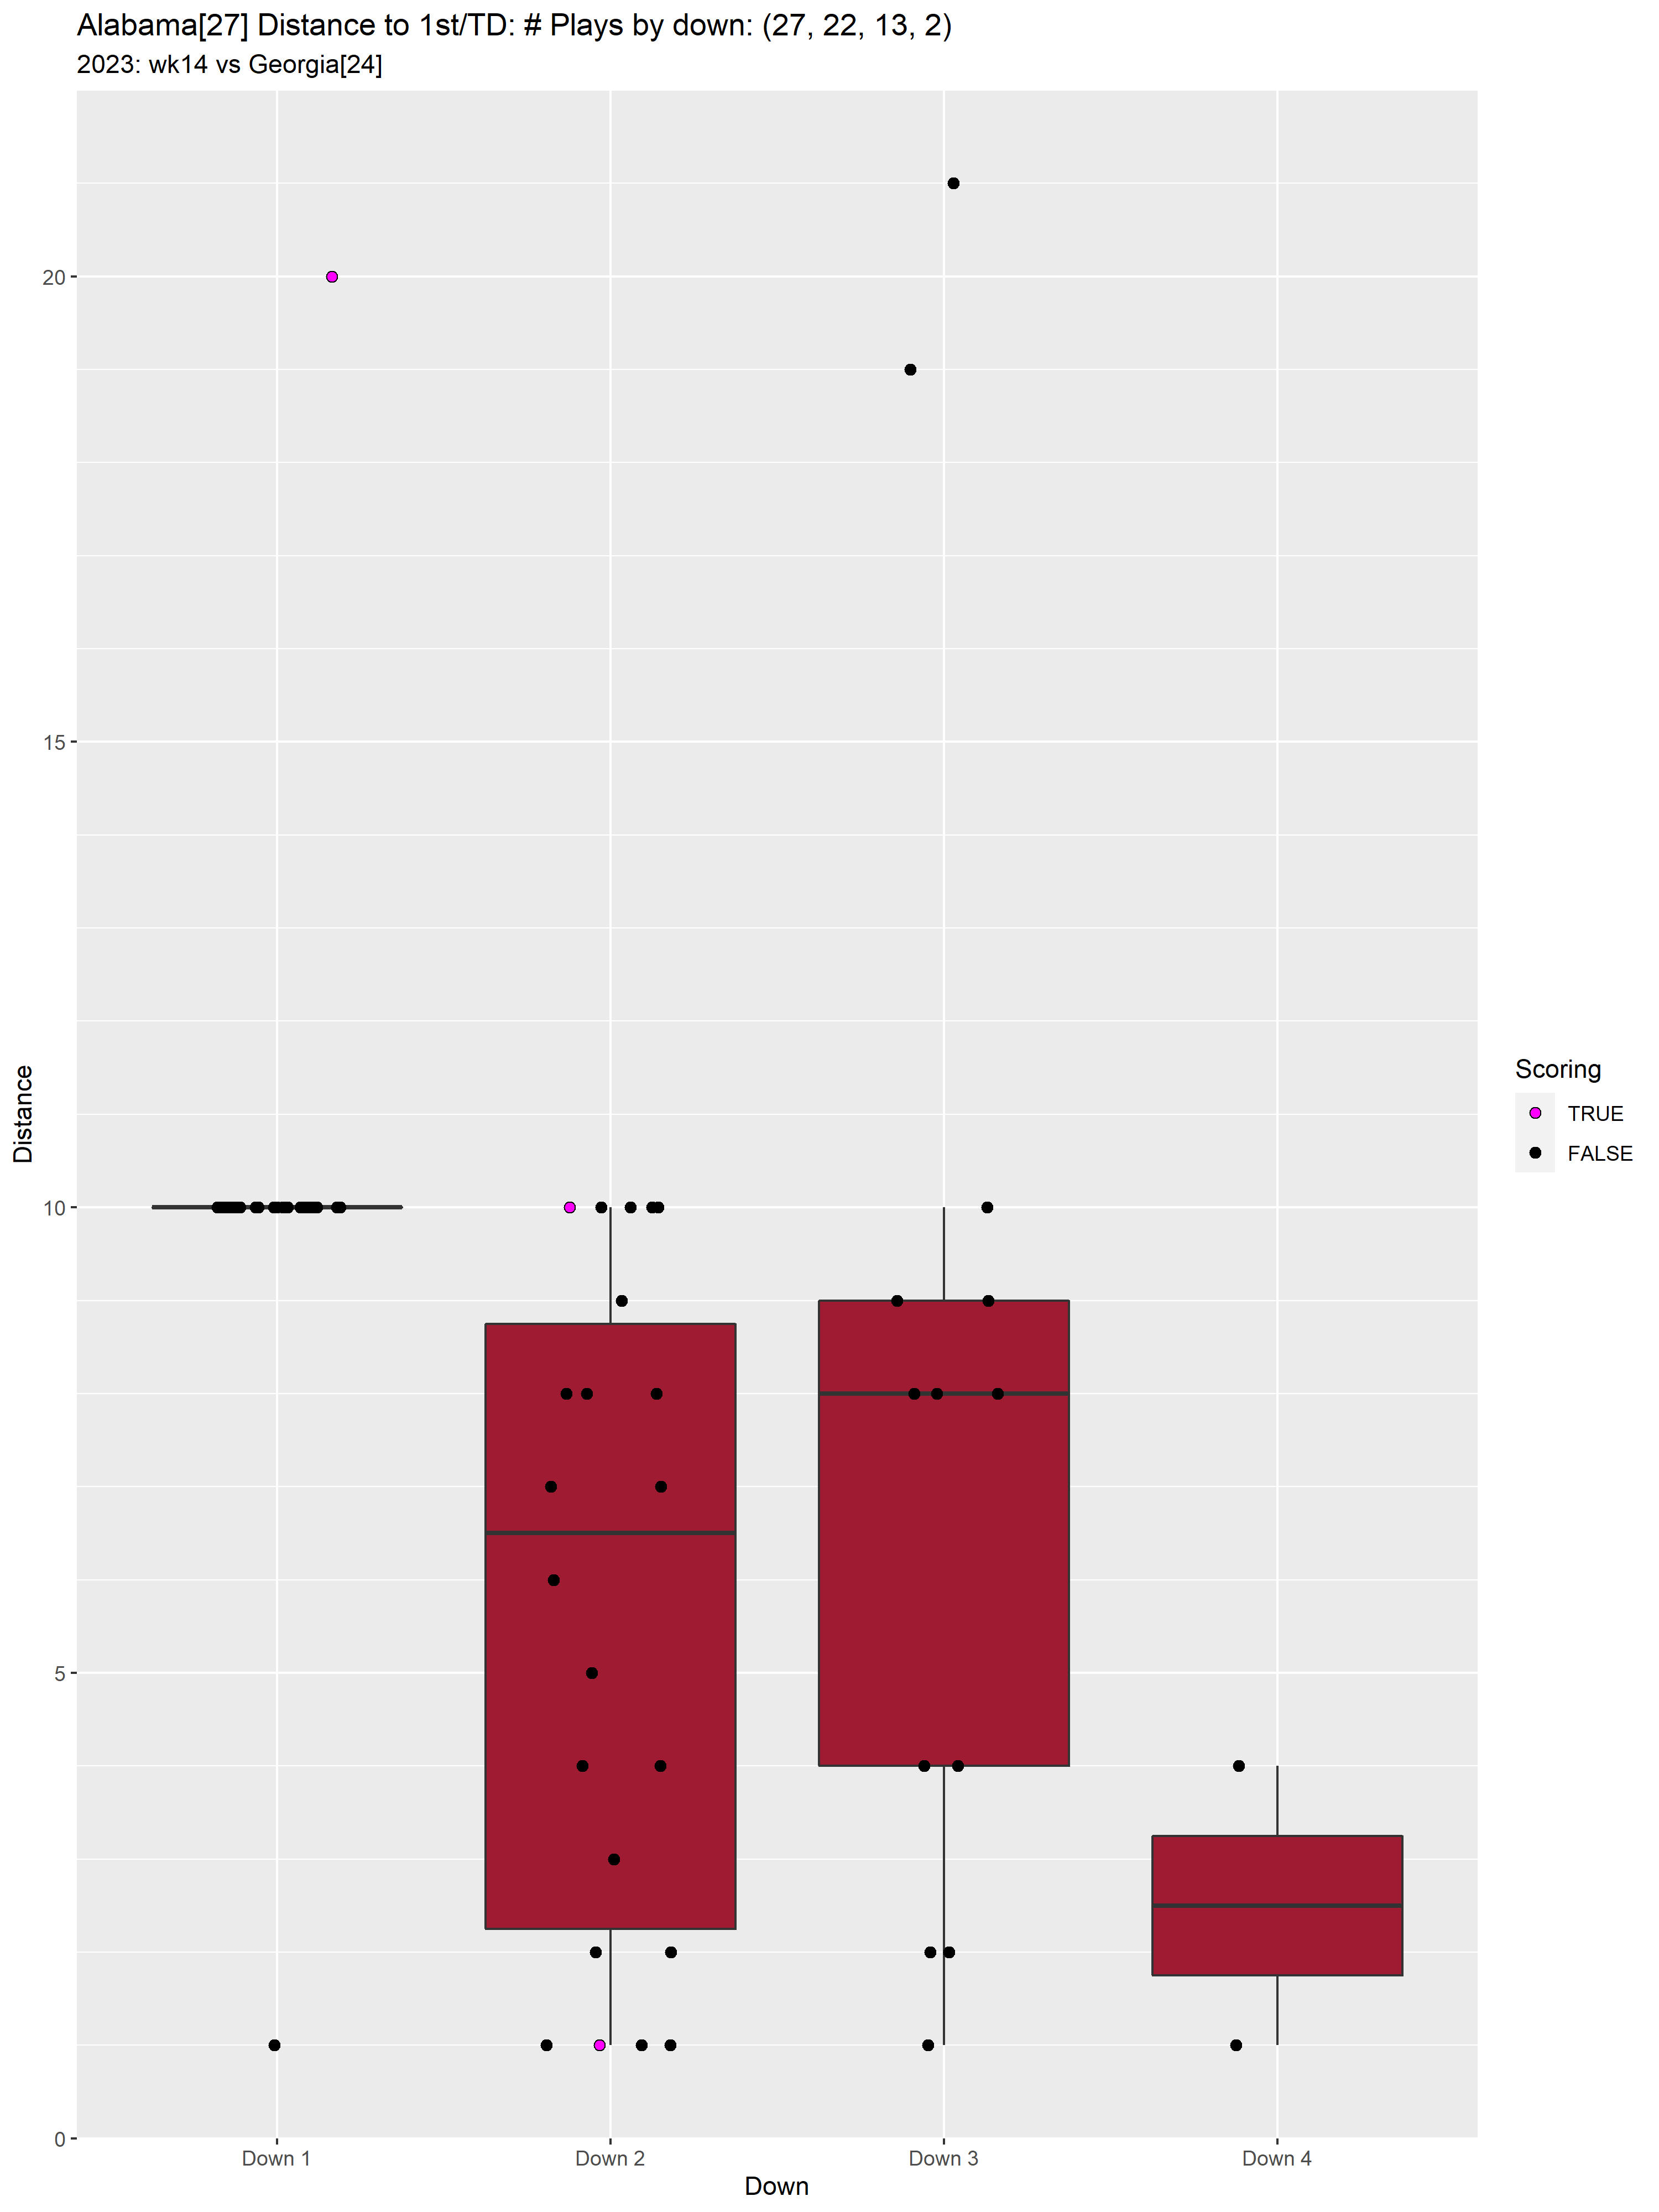 Alabama[27] Distance to 1st/TD: # Plays by down: (27, 22, 13, 2)
2023: wk14 vs Georgia[24]
20
15
10
5
0
Distance
Down 1
Down 2
Down 3
Down 4
Down
Scoring
TRUE
FALSE